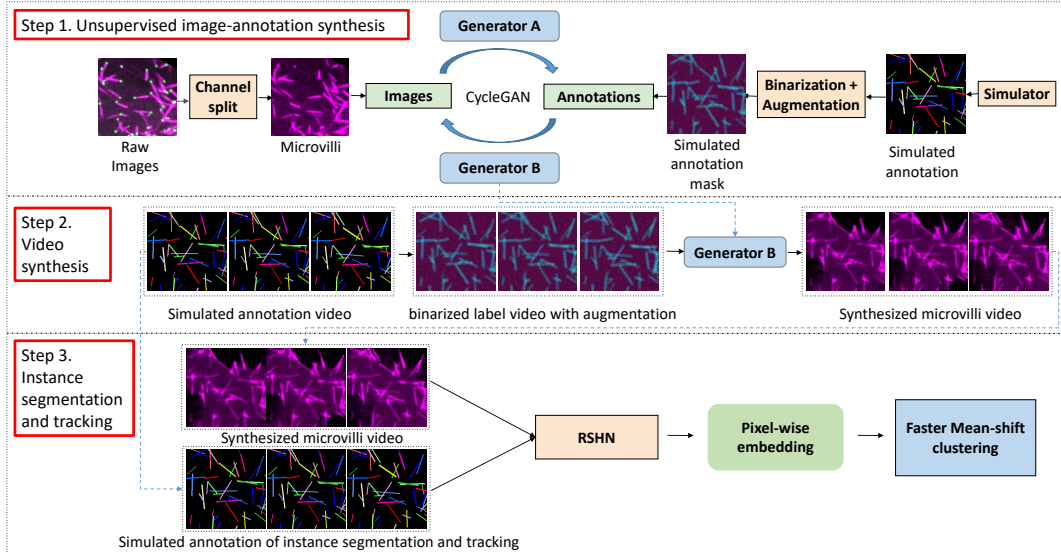 Step 1. Unsupervised image-annotation synthesis
Generator A
Channel
split
Images
CycleGAN
Annotations
Binarization +
Augmentation
Simulator
Raw
Images
Microvilli
Generator B
Simulated
annotation
mask
Simulated
annotation
Step 2.
Video
synthesis
Generator B
Simulated annotation video
binarized label video with augmentation
Synthesized microvilli video
Step 3.
Instance
segmentation
and tracking
Synthesized microvilli video
RSHN
Pixel-wise
embedding
Faster Mean-shift
clustering
Simulated annotation of instance segmentation and tracking